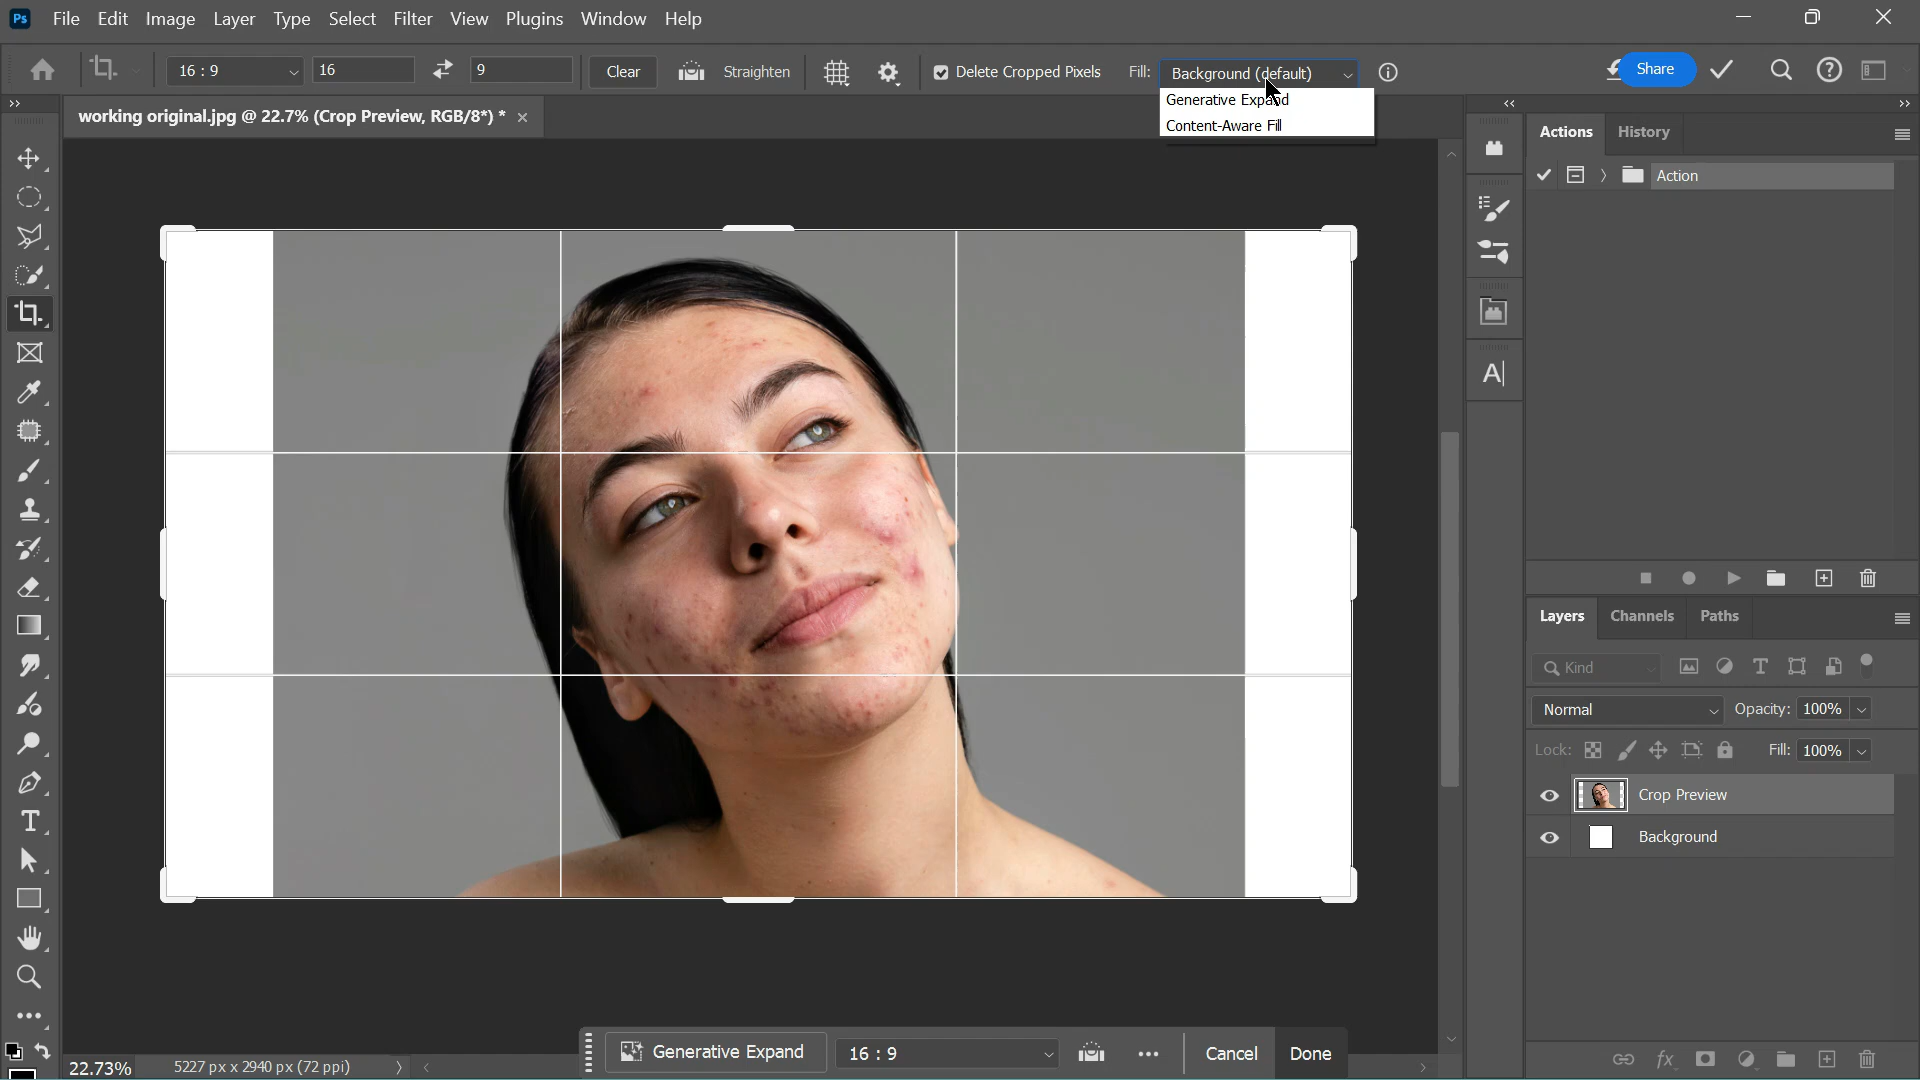 Ps File Edit Image Layer Type Select Filter View Plugins Window Help
16 : 9 16 9 Clear Straighten Delete Cropped Pixels Fill: Background (default) Share
Generative Expand
Content-Aware Fill
working original.jpg @ 22.7% (Crop Preview, RGB/8*) *
Actions History
Action
Layers Channels Paths
Kind
Normal Opacity: 100%
Lock: Fill: 100%
Crop Preview
Background
Generative Expand 16 : 9 Cancel Done
22.73% 5227 px x 2940 px (72 ppi)